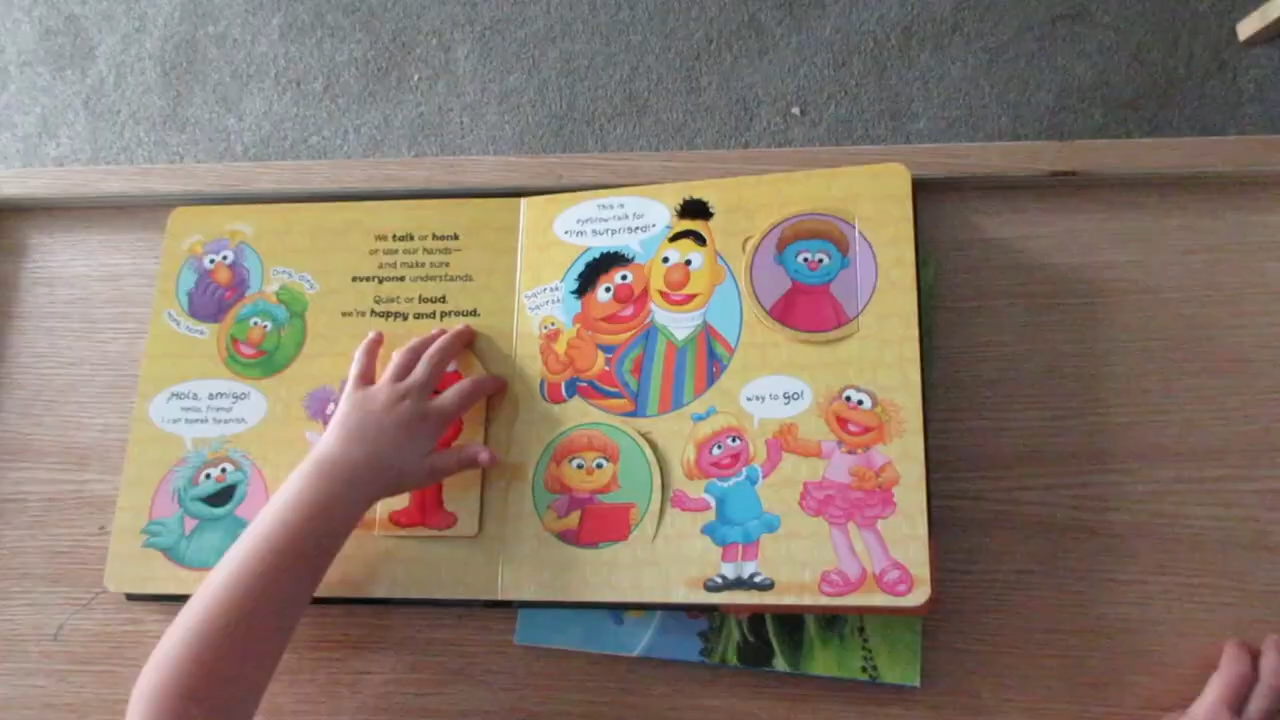 We talk or honk
or use our hands—
and make sure
everyone understands.
Quiet or loud,
we're happy and proud.
Ding, ding!
Honk, honk!
¡Hola, amigo!
Hello, friend!
I can speak Spanish.
This is
eyebrow-talk for
"I'm surprised!"
Squeak!
Squeak!
way to go!